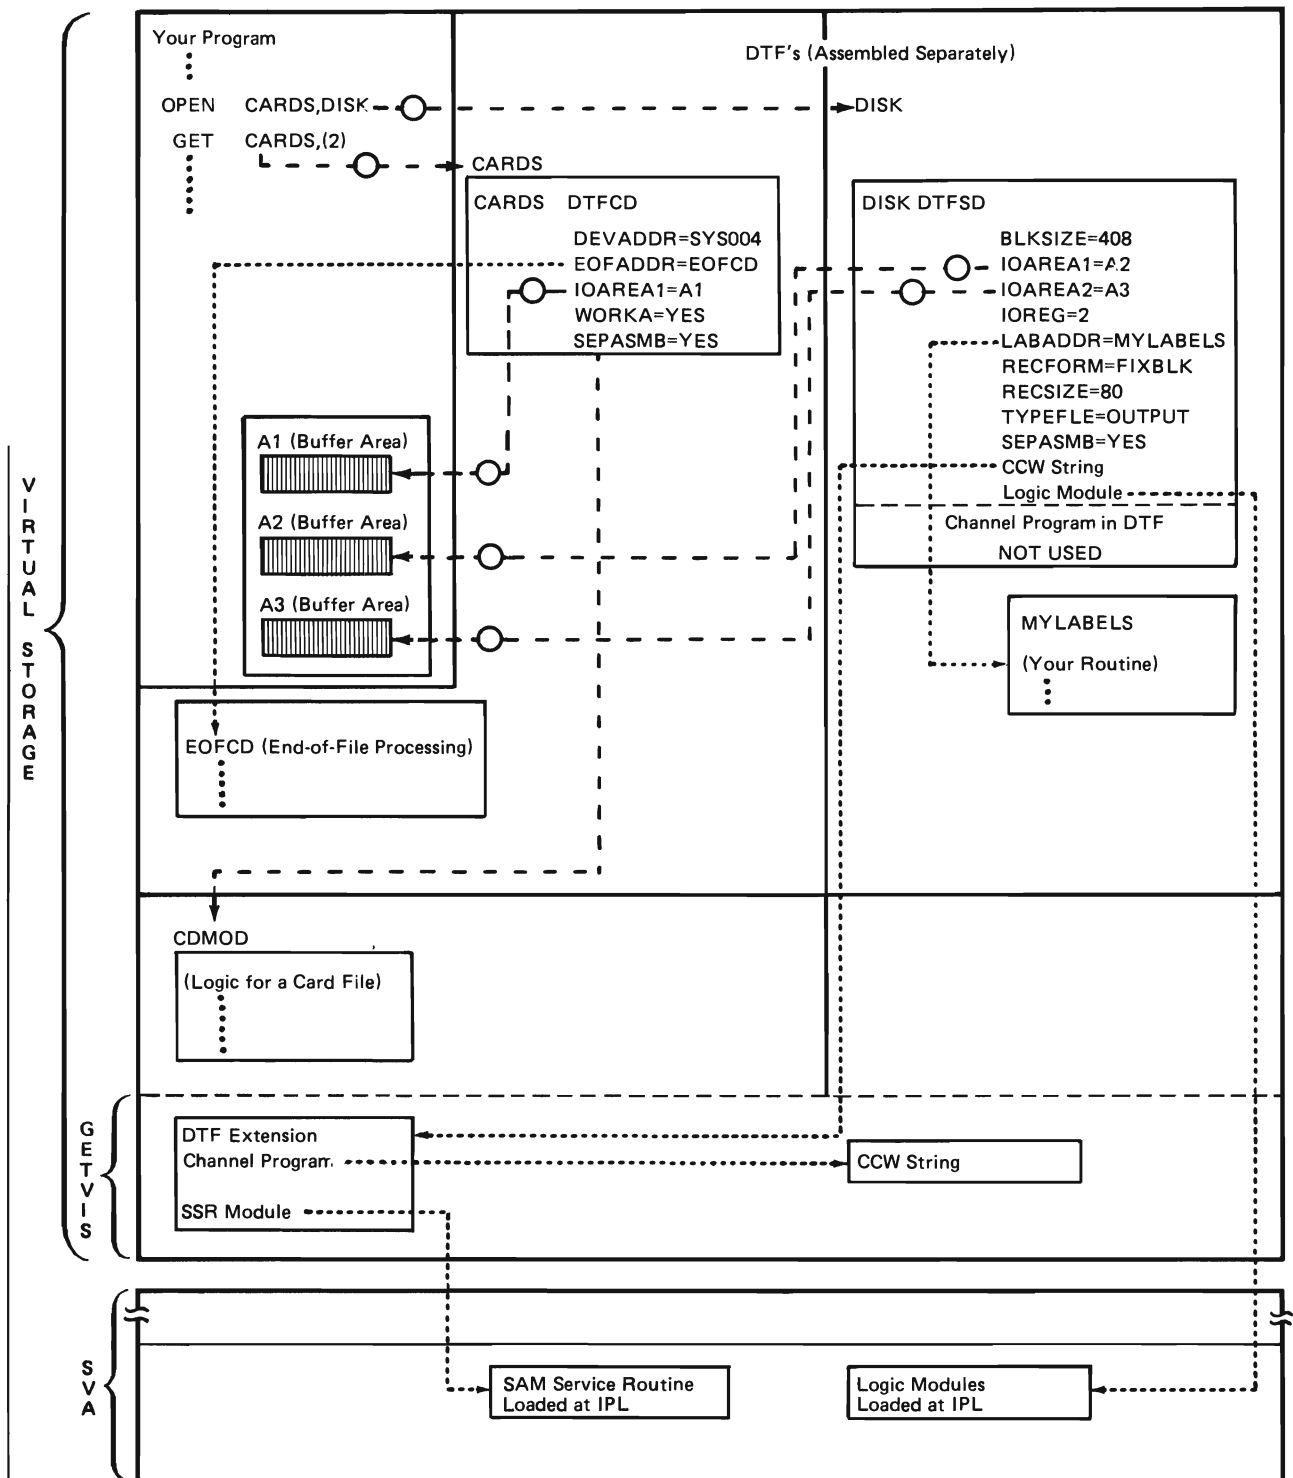 Your Program
DTF's (Assembled Separately)
OPEN CARDS,DISK
DISK
GET CARDS,(2)
CARDS
CARDS DTFCD
DEVADDR=SYS004
EOFADDR=EOFCD
IOAREA1=A1
WORKA=YES
SEPASMB=YES
DISK DTFSD
BLKSIZE=408
IOAREA1=A2
IOAREA2=A3
IOREG=2
LABADDR=MYLABELS
RECFORM=FIXBLK
RECSIZE=80
TYPEFLE=OUTPUT
SEPASMB=YES
CCW String
Logic Module
Channel Program in DTF
NOT USED
A1 (Buffer Area)
A2 (Buffer Area)
A3 (Buffer Area)
MYLABELS
(Your Routine)
VIRTUAL STORAGE
EOFCD (End-of-File Processing)
CDMOD
(Logic for a Card File)
GETVIS
DTF Extension
Channel Program
CCW String
SSR Module
SVA
SAM Service Routine
Loaded at IPL
Logic Modules
Loaded at IPL